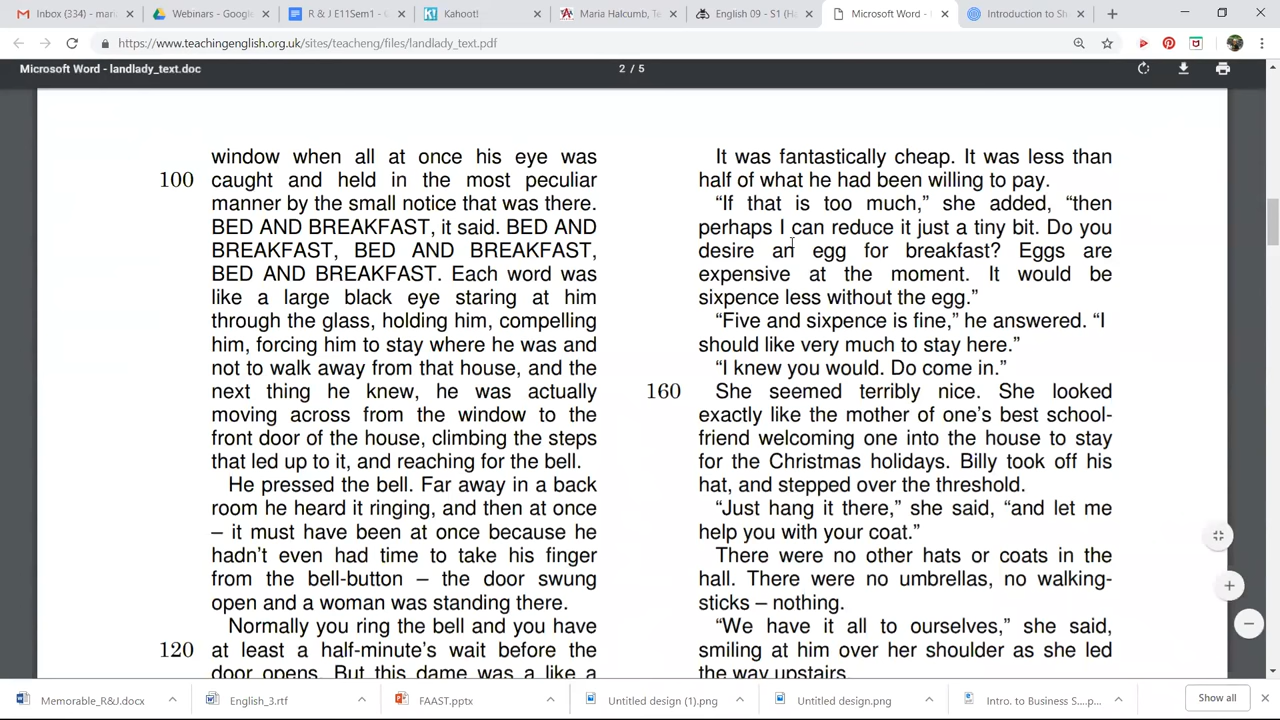 Inbox (334) - mari
Webinars - Google
R & J E11Sem1 - G
Kahoot!
Maria Halcumb, Te
English 09 - S1 (Ho
Microsoft Word -
Introduction to Sh
https://www.teachingenglish.org.uk/sites/teacheng/files/landlady_text.pdf
Microsoft Word - landlady_text.doc
2 / 5
window when all at once his eye was
100 caught and held in the most peculiar
manner by the small notice that was there.
BED AND BREAKFAST, it said. BED AND
BREAKFAST, BED AND BREAKFAST,
BED AND BREAKFAST. Each word was
like a large black eye staring at him
through the glass, holding him, compelling
him, forcing him to stay where he was and
not to walk away from that house, and the
next thing he knew, he was actually
moving across from the window to the
front door of the house, climbing the steps
that led up to it, and reaching for the bell.
He pressed the bell. Far away in a back
room he heard it ringing, and then at once
– it must have been at once because he
hadn't even had time to take his finger
from the bell-button – the door swung
open and a woman was standing there.
Normally you ring the bell and you have
120 at least a half-minute's wait before the
door opens. But this dame was a like a
It was fantastically cheap. It was less than
half of what he had been willing to pay.
“If that is too much,” she added, “then
perhaps I can reduce it just a tiny bit. Do you
desire an egg for breakfast? Eggs are
expensive at the moment. It would be
sixpence less without the egg.”
“Five and sixpence is fine,” he answered. “I
should like very much to stay here.”
“I knew you would. Do come in.”
160 She seemed terribly nice. She looked
exactly like the mother of one's best school-
friend welcoming one into the house to stay
for the Christmas holidays. Billy took off his
hat, and stepped over the threshold.
“Just hang it there,” she said, “and let me
help you with your coat.”
There were no other hats or coats in the
hall. There were no umbrellas, no walking-
sticks – nothing.
“We have it all to ourselves,” she said,
smiling at him over her shoulder as she led
the way upstairs.
Memorable_R&J.docx
English_3.rtf
FAAST.pptx
Untitled design (1).png
Untitled design.png
Intro. to Business S....p...
Show all